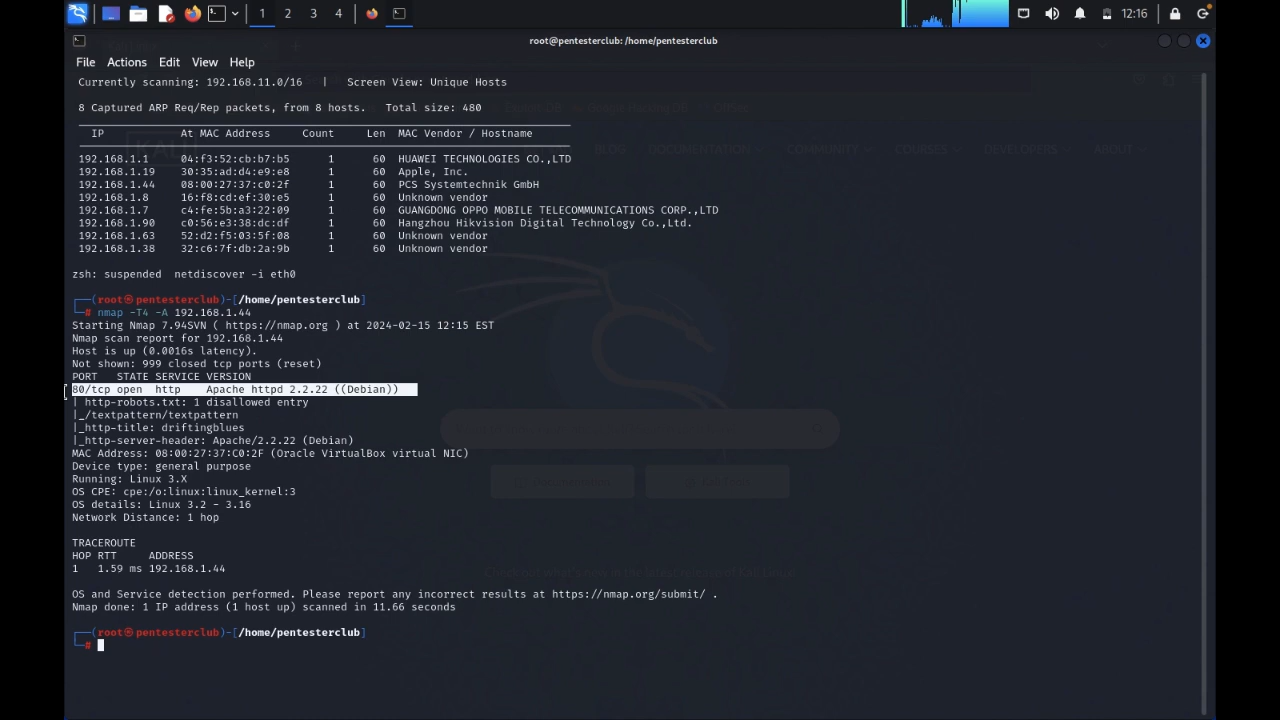 1 2 3 4 12:16
root@pentesterclub: /home/pentesterclub
File Actions Edit View Help
Currently scanning: 192.168.11.0/16 | Screen View: Unique Hosts
8 Captured ARP Req/Rep packets, from 8 hosts. Total size: 480
IP At MAC Address Count Len MAC Vendor / Hostname
192.168.1.1 04:f3:52:cb:b7:b5 1 60 HUAWEI TECHNOLOGIES CO.,LTD
192.168.1.19 30:35:ad:d4:e9:e8 1 60 Apple, Inc.
192.168.1.44 08:00:27:37:c0:2f 1 60 PCS Systemtechnik GmbH
192.168.1.8 16:f8:cd:ef:30:e5 1 60 Unknown vendor
192.168.1.7 c4:fe:5b:a3:22:09 1 60 GUANGDONG OPPO MOBILE TELECOMMUNICATIONS CORP.,LTD
192.168.1.90 c0:56:e3:38:dc:df 1 60 Hangzhou Hikvision Digital Technology Co.,Ltd.
192.168.1.63 52:d2:f5:03:5f:08 1 60 Unknown vendor
192.168.1.38 32:c6:7f:db:2a:9b 1 60 Unknown vendor
zsh: suspended netdiscover -i eth0
┌──(root㉿pentesterclub)-[/home/pentesterclub]
└─# nmap -T4 -A 192.168.1.44
Starting Nmap 7.94SVN ( https://nmap.org ) at 2024-02-15 12:15 EST
Nmap scan report for 192.168.1.44
Host is up (0.0016s latency).
Not shown: 999 closed tcp ports (reset)
PORT STATE SERVICE VERSION
80/tcp open http Apache httpd 2.2.22 ((Debian))
| http-robots.txt: 1 disallowed entry
|_/textpattern/textpattern
|_http-title: driftingblues
|_http-server-header: Apache/2.2.22 (Debian)
MAC Address: 08:00:27:37:C0:2F (Oracle VirtualBox virtual NIC)
Device type: general purpose
Running: Linux 3.X
OS CPE: cpe:/o:linux:linux_kernel:3
OS details: Linux 3.2 - 3.16
Network Distance: 1 hop
TRACEROUTE
HOP RTT ADDRESS
1 1.59 ms 192.168.1.44
OS and Service detection performed. Please report any incorrect results at https://nmap.org/submit/ .
Nmap done: 1 IP address (1 host up) scanned in 11.66 seconds
┌──(root㉿pentesterclub)-[/home/pentesterclub]
└─#